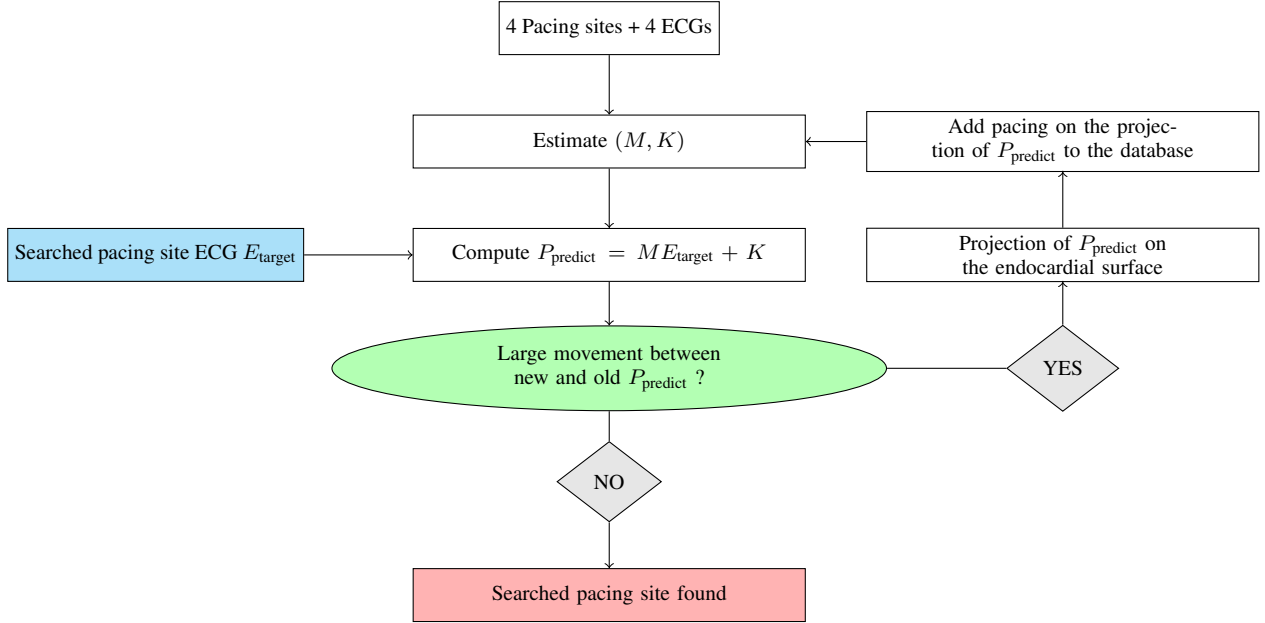 4 Pacing sites + 4 ECGs
Estimate (M, K)
Add pacing on the projec-
tion of P_predict to the database
Searched pacing site ECG E_target
Compute P_predict = ME_target + K
Projection of P_predict on
the endocardial surface
Large movement between
new and old P_predict ?
YES
NO
Searched pacing site found